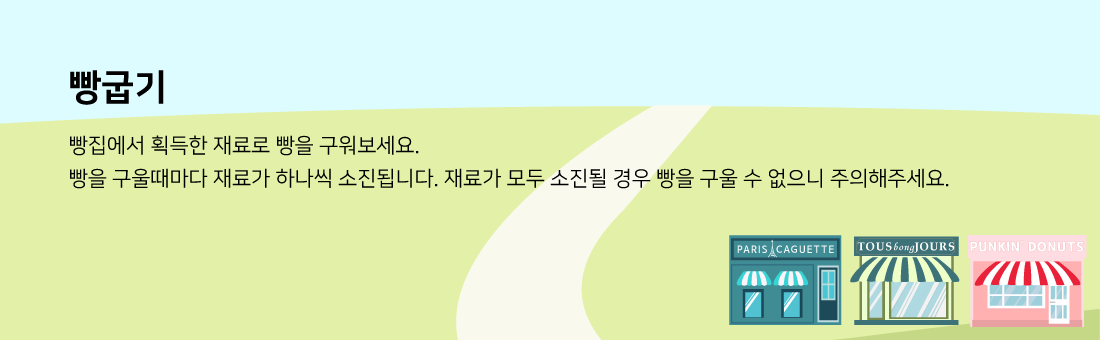 빵굽기
빵집에서 획득한 재료로 빵을 구워보세요.
빵을 구울때마다 재료가 하나씩 소진됩니다. 재료가 모두 소진될 경우 빵을 구울 수 없으니 주의해주세요.
PARIS CAGUETTE
TOUS bong JOURS
PUNKIN DONUTS